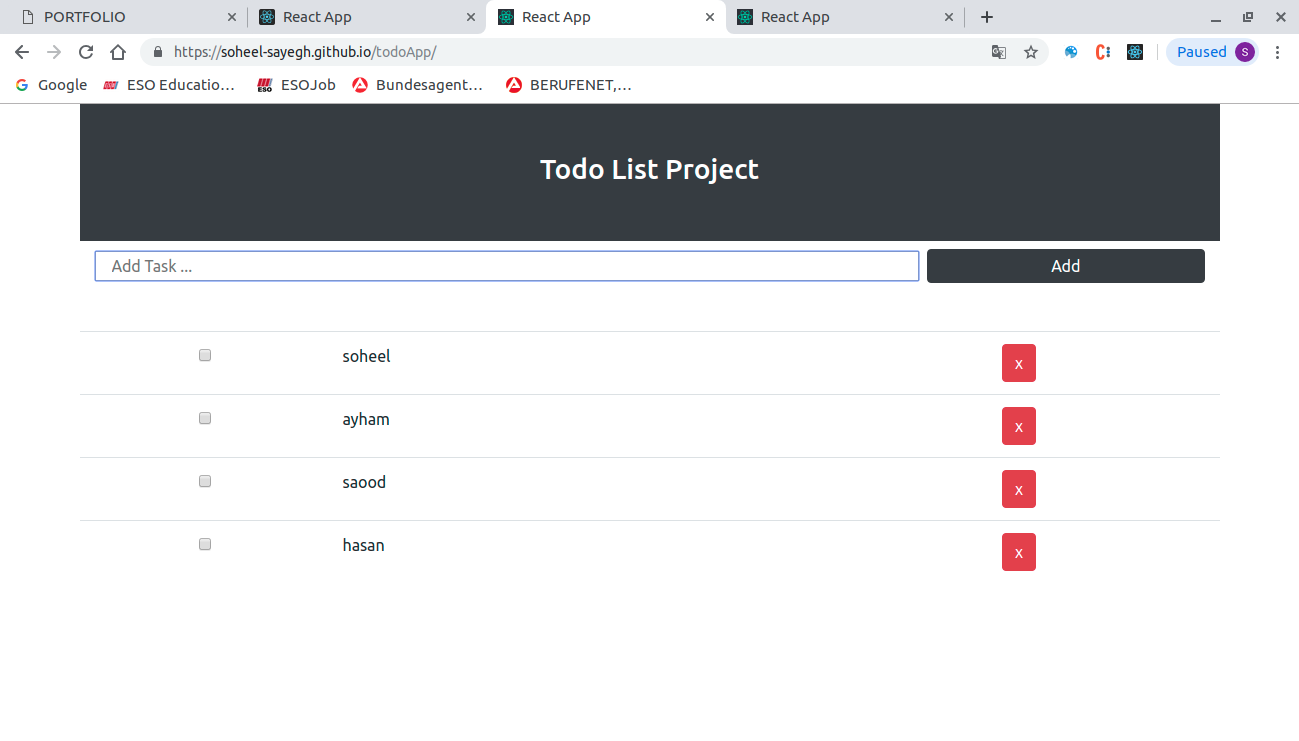 PORTFOLIO React App React App React App
https://soheel-sayegh.github.io/todoApp/ Paused S
Google ESO Educatio... ESO ESOJob Bundesagent... BERUFENET,...
Todo List Project
Add Task ... Add
soheel x
ayham x
saood x
hasan x